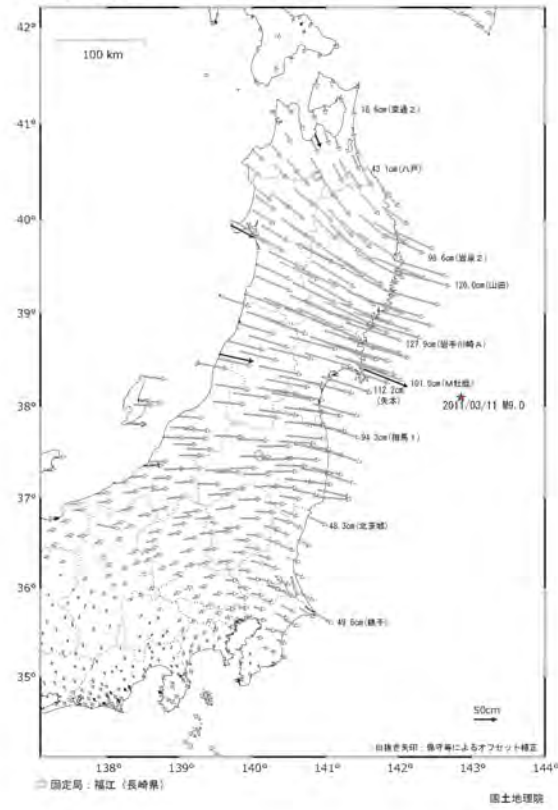 42°
100 km
41°
16.6cm(東通2)
43.1cm(八戸)
40°
98.6cm(岩泉2)
39°
126.0cm(山田)
127.9cm(岩手川崎A)
101.9cm(M牡鹿)
112.2cm
(矢本)
38°
2011/03/11 M9.0
94.3cm(相馬1)
37°
48.3cm(北茨城)
36°
49.6cm(銚子)
35°
50cm
白抜き矢印:保守等によるオフセット補正
138°
139°
140°
141°
142°
143°
144°
固定局:福江(長崎県)
国土地理院